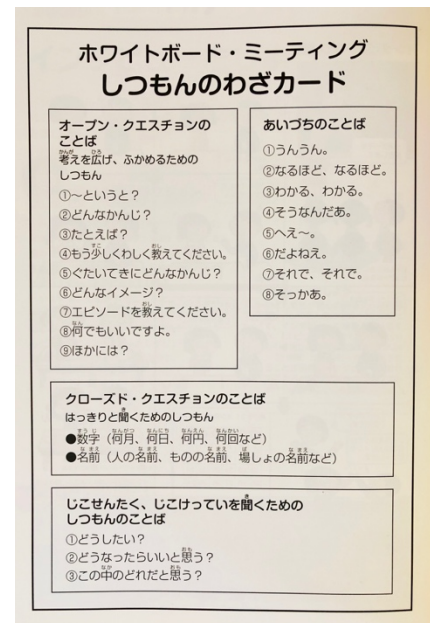 ホワイトボード・ミーティング
しつもんのわざカード
オープン・クエスチョンの
ことば
考えを広げ、ふかめるための
しつもん
①〜というと？
②どんなかんじ？
③たとえば？
④もう少しくわしく教えてください。
⑤ぐたいてきにどんなかんじ？
⑥どんなイメージ？
⑦エピソードを教えてください。
⑧何でもいいですよ。
⑨ほかには？
あいづちのことば
①うんうん。
②なるほど、なるほど。
③わかる、わかる。
④そうなんだあ。
⑤へえ〜。
⑥だよねえ。
⑦それで、それで。
⑧そっかあ。
クローズド・クエスチョンのことば
はっきりと聞くためのしつもん
●数字（何月、何日、何円、何回など）
●名前（人の名前、ものの名前、場しょの名前など）
じこせんたく、じこけっていを聞くための
しつもんのことば
①どうしたい？
②どうなったらいいと思う？
③この中のどれだと思う？